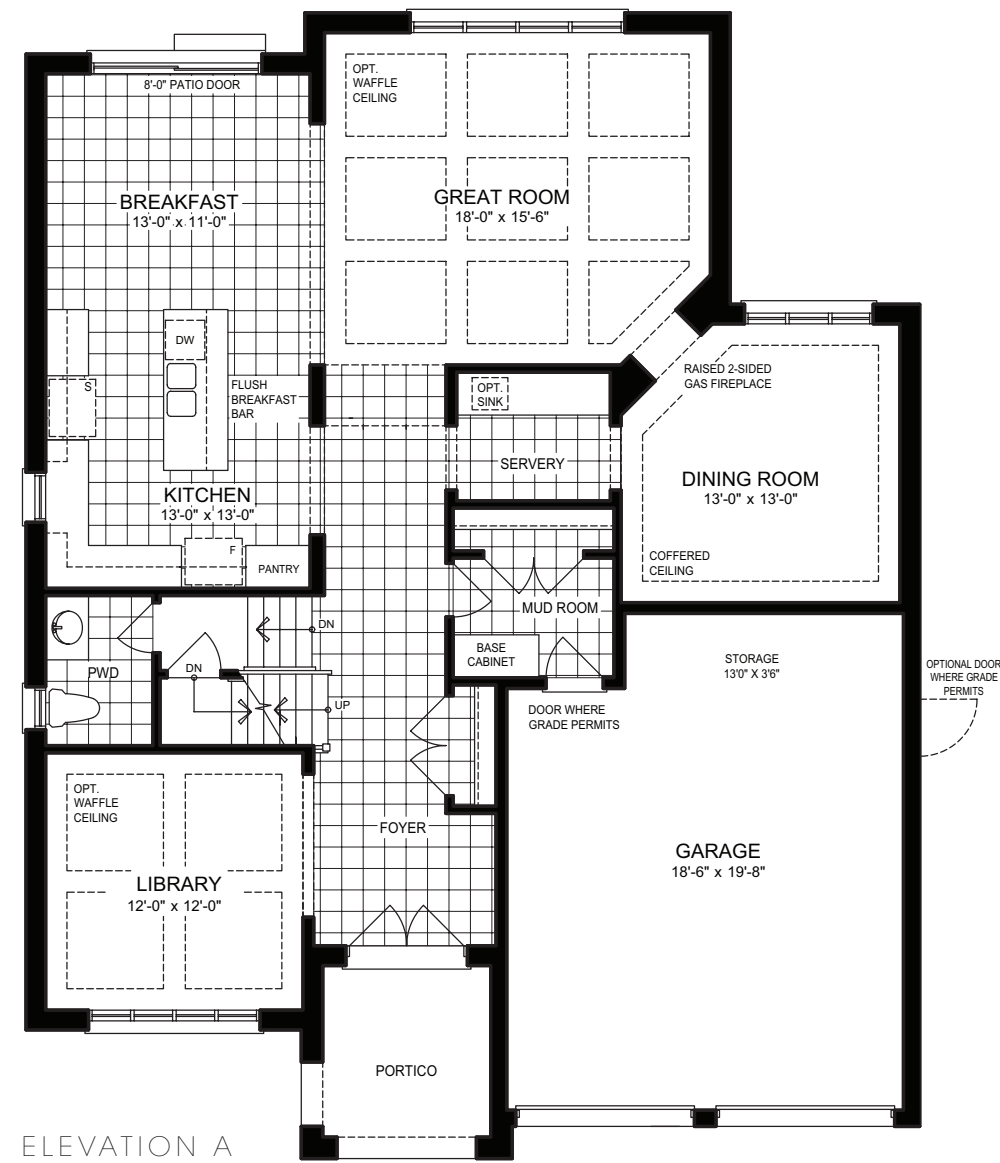 8'-0" PATIO DOOR
OPT.
WAFFLE
CEILING
BREAKFAST
13'-0" x 11'-0"
GREAT ROOM
18'-0" x 15'-6"
DW
S
FLUSH
BREAKFAST
BAR
OPT.
SINK
RAISED 2-SIDED
GAS FIREPLACE
SERVERY
DINING ROOM
13'-0" x 13'-0"
KITCHEN
13'-0" x 13'-0"
F
PANTRY
COFFERED
CEILING
MUD ROOM
BASE
CABINET
DN
DN
UP
PWD
STORAGE
13'0" X 3'6"
OPTIONAL DOOR
WHERE GRADE
PERMITS
DOOR WHERE
GRADE PERMITS
OPT.
WAFFLE
CEILING
FOYER
LIBRARY
12'-0" x 12'-0"
GARAGE
18'-6" x 19'-8"
PORTICO
ELEVATION A